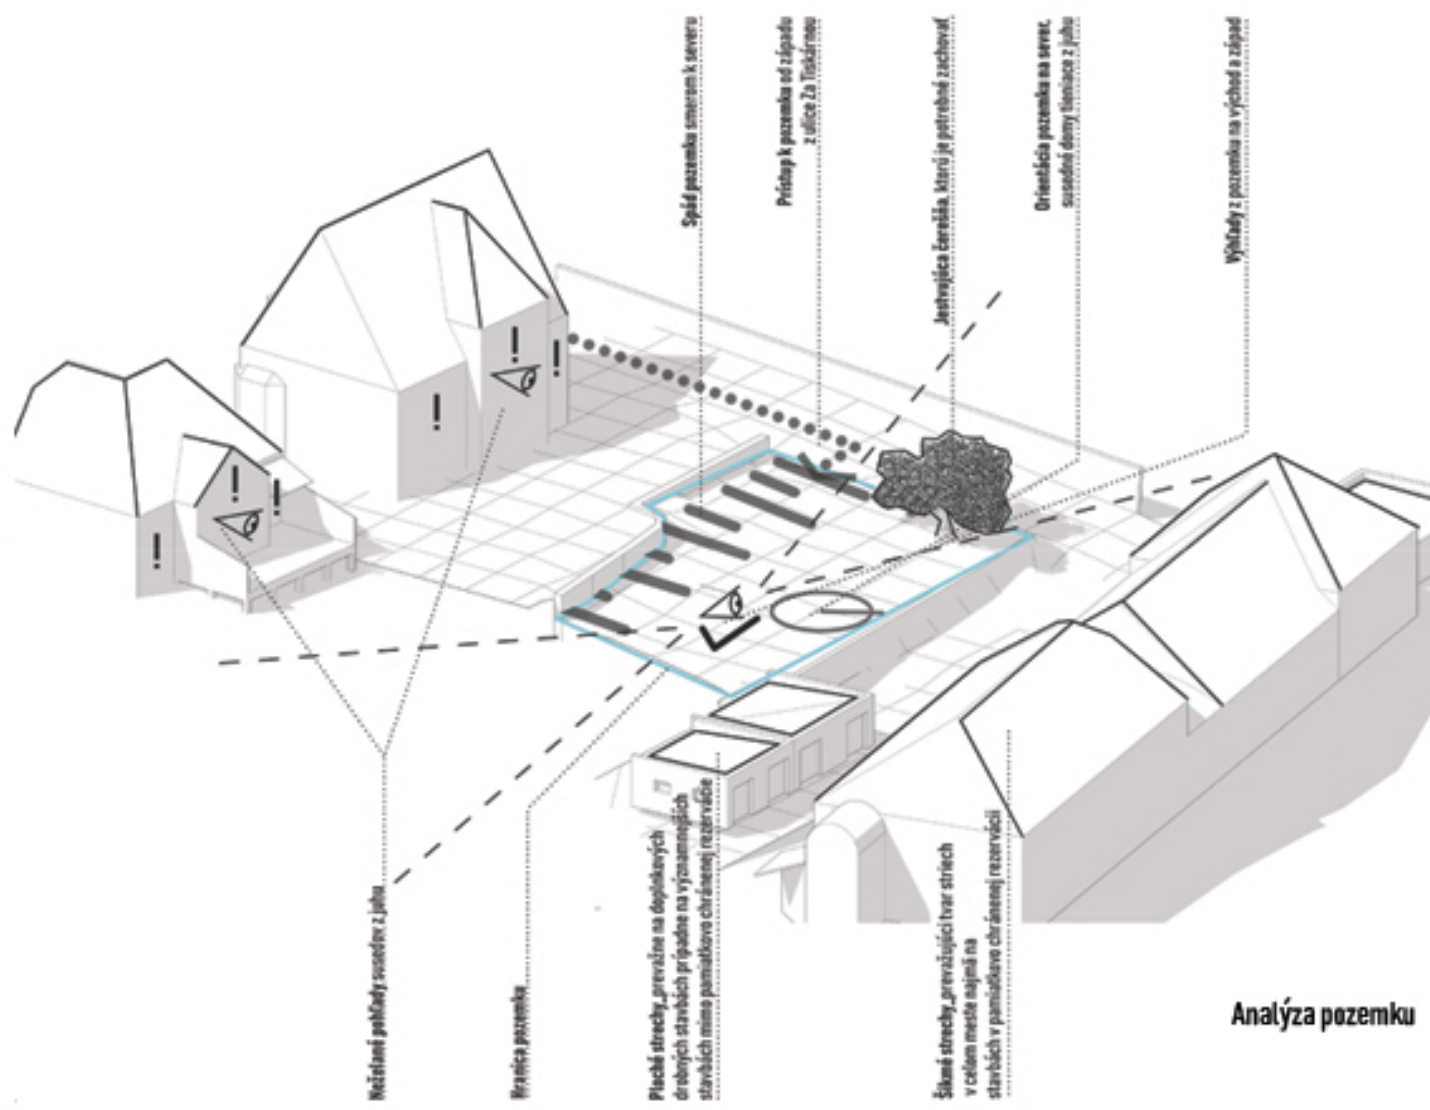 Spád pozemku smerom k severu
Prístup k pozemku od západu
z ulice Za Tiskárnou
Jestvujúca čerešňa, ktorú je potrebné zachovať
Orientácia pozemku na sever,
susedné domy tieniace z juhu
Výhľady z pozemku na východ a západ
Neželané pohľady susedov z juhu
Hranica pozemku
Ploché strechy_prevažne na doplnkových
drobných stavbách prípadne na významnejších
stavbách mimo pamiatkovo chránenej rezervácie
Šikmé strechy_prevažujúci tvar striech
v celom meste najmä na
stavbách v pamiatkovo chránenej rezervácii
Analýza pozemku